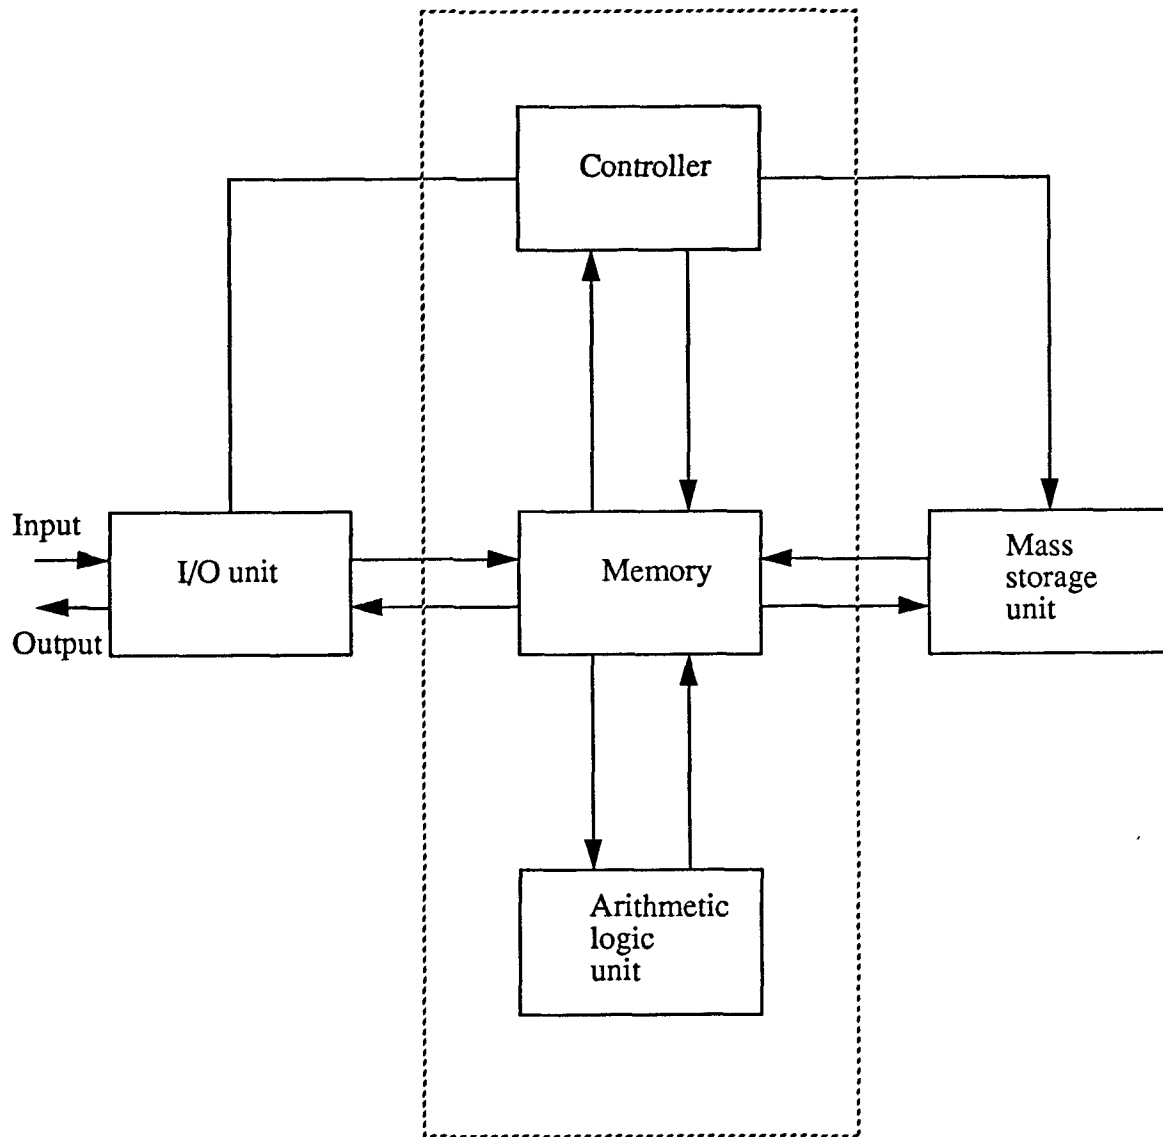 Controller
Input
I/O unit
Output
Memory
Mass
storage
unit
Arithmetic
logic
unit